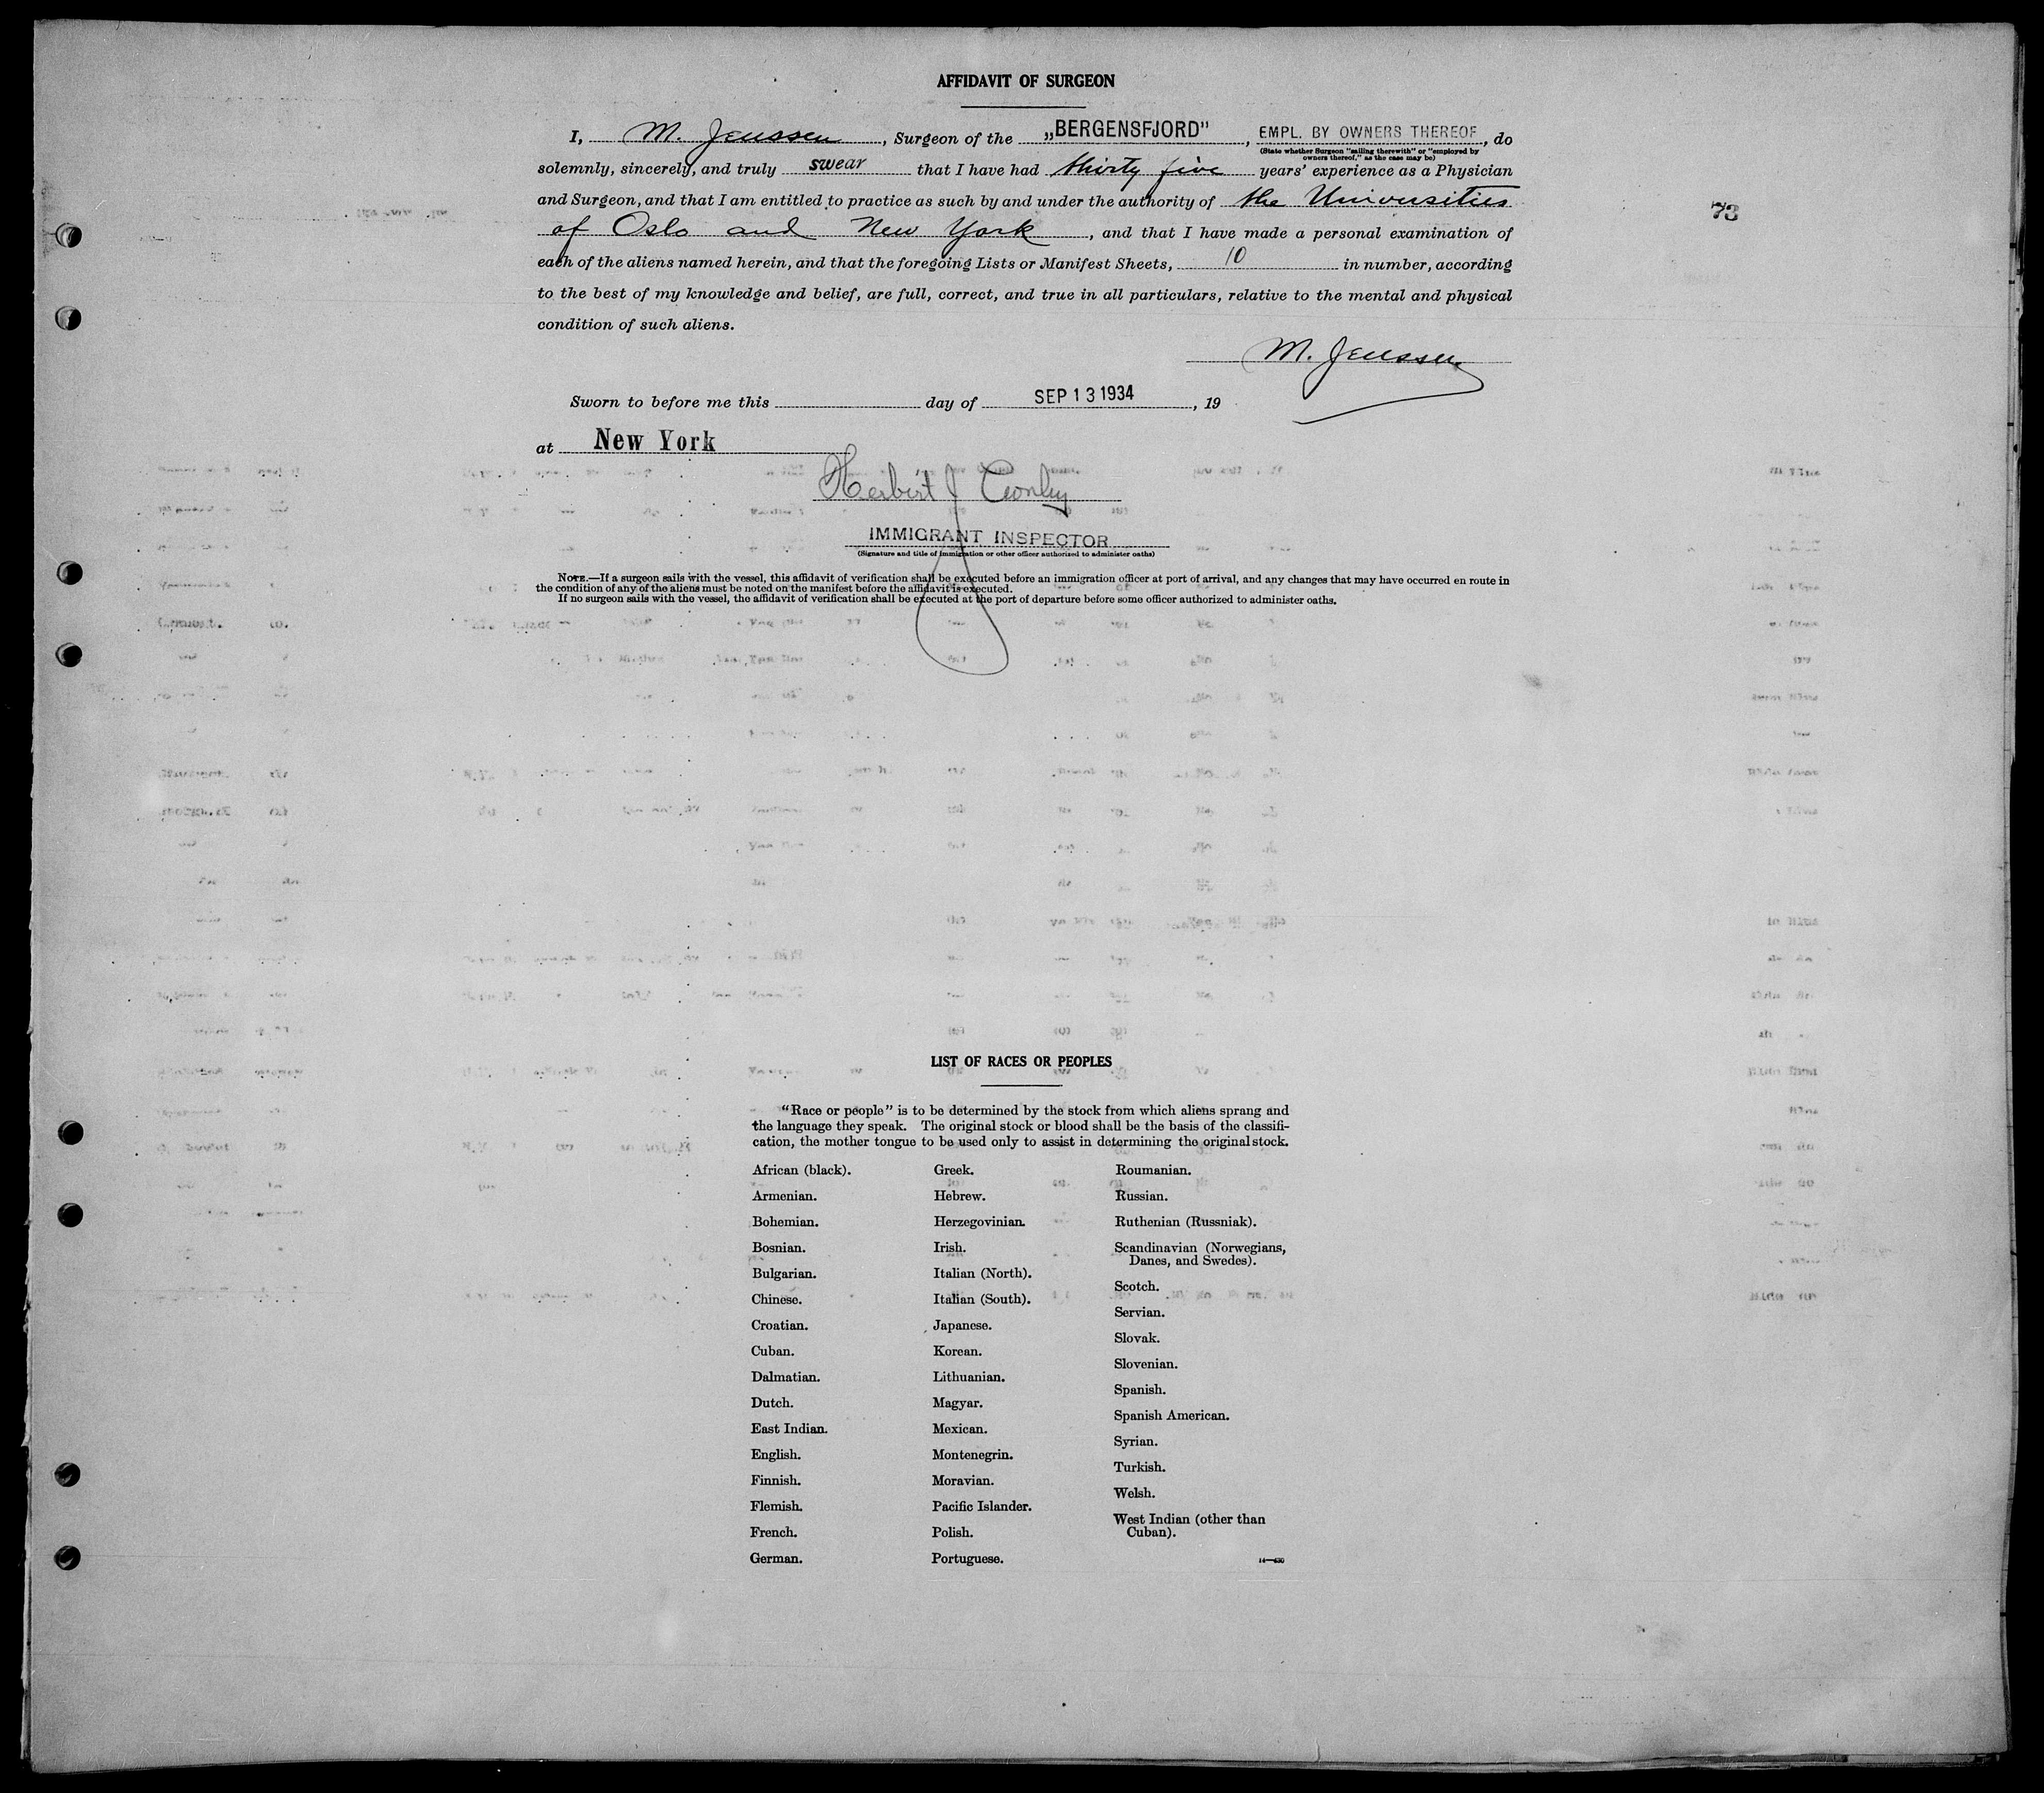 AFFIDAVIT OF SURGEON
I, M. Jenssen, Surgeon of the „BERGENSFJORD”, EMPL. BY OWNERS THEREOF, do
(State whether Surgeon "sailing therewith" or "employed by
owners thereof," as the case may be)
solemnly, sincerely, and truly swear that I have had thirty five years' experience as a Physician
and Surgeon, and that I am entitled to practice as such by and under the authority of the Universities
73
of Oslo and New York, and that I have made a personal examination of
each of the aliens named herein, and that the foregoing Lists or Manifest Sheets, 10 in number, according
to the best of my knowledge and belief, are full, correct, and true in all particulars, relative to the mental and physical
condition of such aliens.
M. Jenssen
Sworn to before me this day of SEP 13 1934, 19
at New York
Herbert J
IMMIGRANT INSPECTOR
(Signature and title of immigration or other officer authorized to administer oaths)
NOTE.—If a surgeon sails with the vessel, this affidavit of verification shall be executed before an immigration officer at port of arrival, and any changes that may have occurred en route in
the condition of any of the aliens must be noted on the manifest before the affidavit is executed.
If no surgeon sails with the vessel, the affidavit of verification shall be executed at the port of departure before some officer authorized to administer oaths.
LIST OF RACES OR PEOPLES
"Race or people" is to be determined by the stock from which aliens sprang and
the language they speak. The original stock or blood shall be the basis of the classifi-
cation, the mother tongue to be used only to assist in determining the original stock.
African (black).
Armenian.
Bohemian.
Bosnian.
Bulgarian.
Chinese.
Croatian.
Cuban.
Dalmatian.
Dutch.
East Indian.
English.
Finnish.
Flemish.
French.
German.
Greek.
Hebrew.
Herzegovinian.
Irish.
Italian (North).
Italian (South).
Japanese.
Korean.
Lithuanian.
Magyar.
Mexican.
Montenegrin.
Moravian.
Pacific Islander.
Polish.
Portuguese.
Roumanian.
Russian.
Ruthenian (Russniak).
Scandinavian (Norwegians,
Danes, and Swedes).
Scotch.
Servian.
Slovak.
Slovenian.
Spanish.
Spanish American.
Syrian.
Turkish.
Welsh.
West Indian (other than
Cuban).